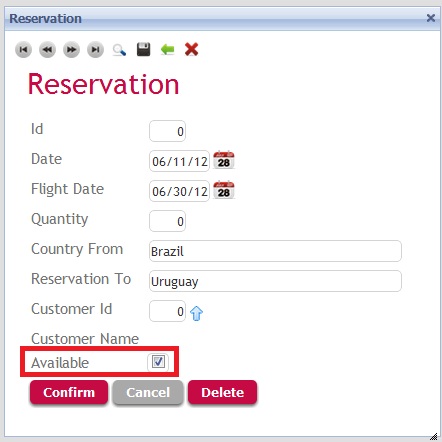 Reservation
Reservation
Id 0
Date 06/11/12 28
Flight Date 06/30/12 28
Quantity 0
Country From Brazil
Reservation To Uruguay
Customer Id 0
Customer Name
Available
Confirm Cancel Delete